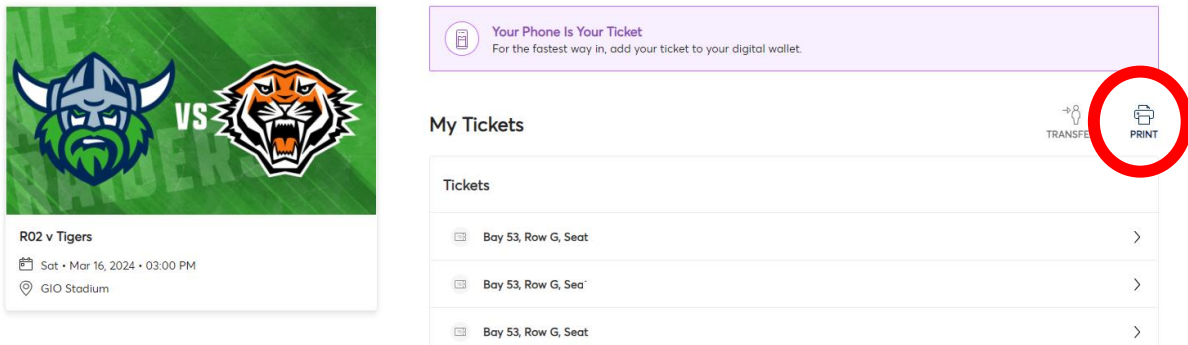 VS
R02 v Tigers
Sat • Mar 16, 2024 • 03:00 PM
GIO Stadium
Your Phone Is Your Ticket
For the fastest way in, add your ticket to your digital wallet.
My Tickets
PRINT
Tickets
Bay 53, Row G, Seat
Bay 53, Row G,
Bay 53, Row G, Seat